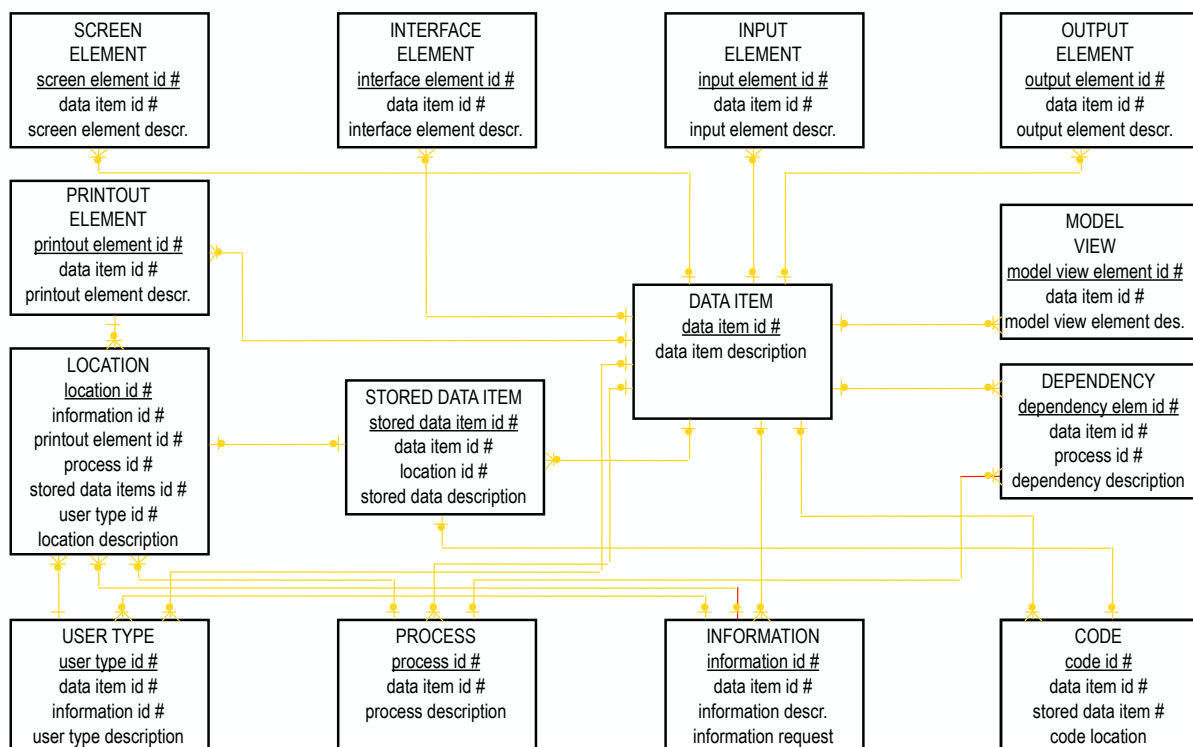 SCREEN
ELEMENT
screen element id #
data item id #
screen element descr.
INTERFACE
ELEMENT
interface element id #
data item id #
interface element descr.
INPUT
ELEMENT
input element id #
data item id #
input element descr.
OUTPUT
ELEMENT
output element id #
data item id #
output element descr.
PRINTOUT
ELEMENT
printout element id #
data item id #
printout element descr.
MODEL
VIEW
model view element id #
data item id #
model view element des.
DATA ITEM
data item id #
data item description
LOCATION
location id #
information id #
printout element id #
process id #
stored data items id #
user type id #
location description
STORED DATA ITEM
stored data item id #
data item id #
location id #
stored data description
DEPENDENCY
dependency elem id #
data item id #
process id #
dependency description
USER TYPE
user type id #
data item id #
information id #
user type description
PROCESS
process id #
data item id #
process description
INFORMATION
information id #
data item id #
information descr.
information request
CODE
code id #
data item id #
stored data item #
code location